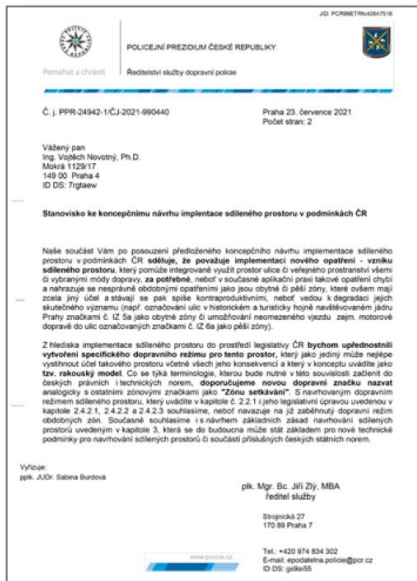 JID: PCR99ETRfo40847516
POLICEJNÍ PREZIDIUM ČESKÉ REPUBLIKY
Pomáhat a chránit
Ředitelství služby dopravní policie
Č. j. PPR-24942-1/ČJ-2021-990440
Praha 23. července 2021
Počet stran: 2
Vážený pan
Ing. Vojtěch Novotný, Ph.D.
Mokrá 1129/17
149 00 Praha 4
ID DS: 7rgtaew
Stanovisko ke koncepčnímu návrhu implentace sdíleného prostoru v podmínkách ČR
Naše součást Vám po posouzení předloženého koncepčního návrhu implementace sdíleného
prostoru v podmínkách ČR sděluje, že považuje implementaci nového opatření - vzniku
sdíleného prostoru, který pomůže integrovaně využít prostor ulice či veřejného prostranství všemi
či vybranými módy dopravy, za potřebné, neboť v současné aplikační praxi takové opatření chybí
a nahrazuje se nesprávně obdobnými opatřeními jako jsou obytné či pěší zóny, které ovšem mají
zcela jiný účel a stávají se pak spíše kontraproduktivní, neboť vedou k degradaci jejich
skutečného významu (např. označování ulic v historickém a turisticky hojně navštěvovaném jádru
Prahy značkami č. IZ 5a jako obytné zóny či umožňování neomezeného vjezdu zejm. motorové
dopravě do ulic označovaných značkami č. IZ 6a jako pěší zóny).
Z hlediska implementace sdíleného prostoru do prostředí legislativy ČR bychom upřednostnili
vytvoření specifického dopravního režimu pro tento prostor, který jako jediný může nejlépe
vystihnout účel takového prostoru včetně všech jeho konsekvencí a který v konceptu uvádíte jako
tzv. rakouský model. Co se týká terminologie, kterou bude nutné v této souvislosti začlenit do
českých právních i technických norem, doporučujeme novou dopravní značku nazvat
analogicky s ostatními zónovými značkami jako "Zónu setkávání". S navrhovaným dopravním
režimem sdíleného prostoru, který uvádíte v kapitole č. 2.2.1 i jeho legislativní úpravou uvedenou v
kapitole 2.4.2.1, 2.4.2.2 a 2.4.2.3 souhlasíme, neboť navazuje na již zaběhnutý dopravní režim
obytných zón. Současně souhlasíme i s návrhem základních zásad navrhování sdílených
prostorů uvedeným v kapitole 3, která se do budoucna může stát základem pro nové technické
podmínky pro navrhování sdílených prostorů či součástí příslušných českých státních norem.
Vyřizuje:
pplk. JUDr. Sabina Burdová
plk. Mgr. Bc. Jiří Zlý, MBA
ředitel služby
Strojnická 27
170 89 Praha 7
www.policie.cz
Tel.: +420 974 834 302
E-mail: epodatelna.policie@pcr.cz
ID DS: gs9ai55